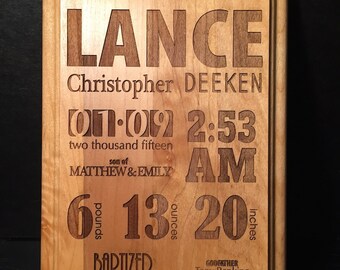 LANCE
Christopher DEEKEN
01·09 2:53
two thousand fifteen AM
son of
MATTHEW & EMILY
6 pounds 13 ounces 20 inches
BAPTIZED GODFATHER